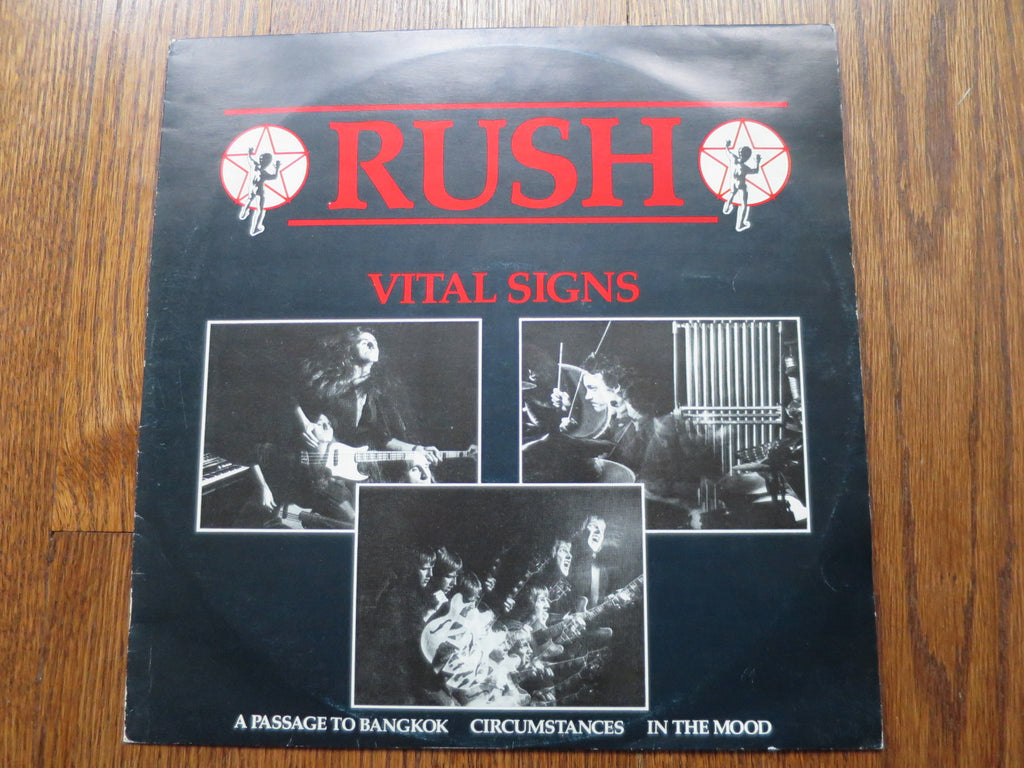 RUSH
VITAL SIGNS
A PASSAGE TO BANGKOK CIRCUMSTANCES IN THE MOOD